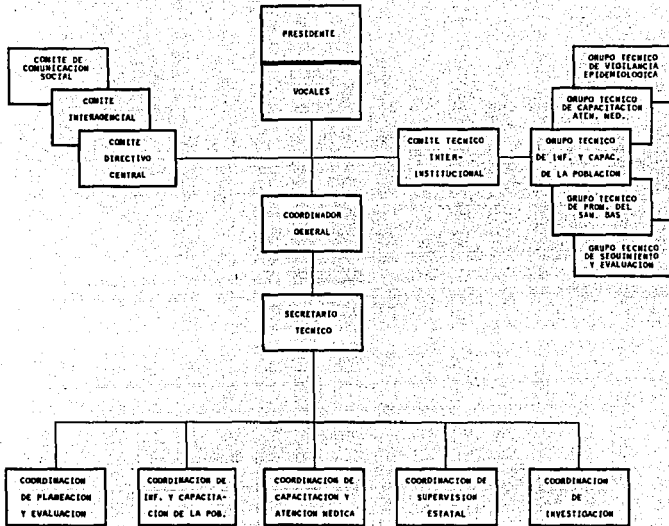 PRESIDENTE
VOCALES
COMITE DE
COMUNICACION
SOCIAL
COMITE
INTERAGENCIAL
COMITE
DIRECTIVO
CENTRAL
COMITE TECNICO
INTER-
INSTITUCIONAL
GRUPO TECNICO
DE VIGILANCIA
EPIDEMIOLOGICA
GRUPO TECNICO
DE CAPACITACION
ATEN. MED..
GRUPO TECNICO
DE INF. Y CAPAC.
DE LA POBLACION
GRUPO TECNICO
DE PROM. DEL
SAN. BAS
GRUPO TECNICO
DE SEGUIMIENTO
Y EVALUACION
COORDINADOR
GENERAL
SECRETARIO
TECNICO
COORDINACION
DE PLANEACION
Y EVALUACION
COORDINACION DE
INF. Y CAPACITA-
CION DE LA POB.
COORDINACION DE
CAPACITACION Y
ATENCION MEDICA
COORDINACION DE
SUPERVISION
ESTATAL
COORDINACION
DE
INVESTIGACION